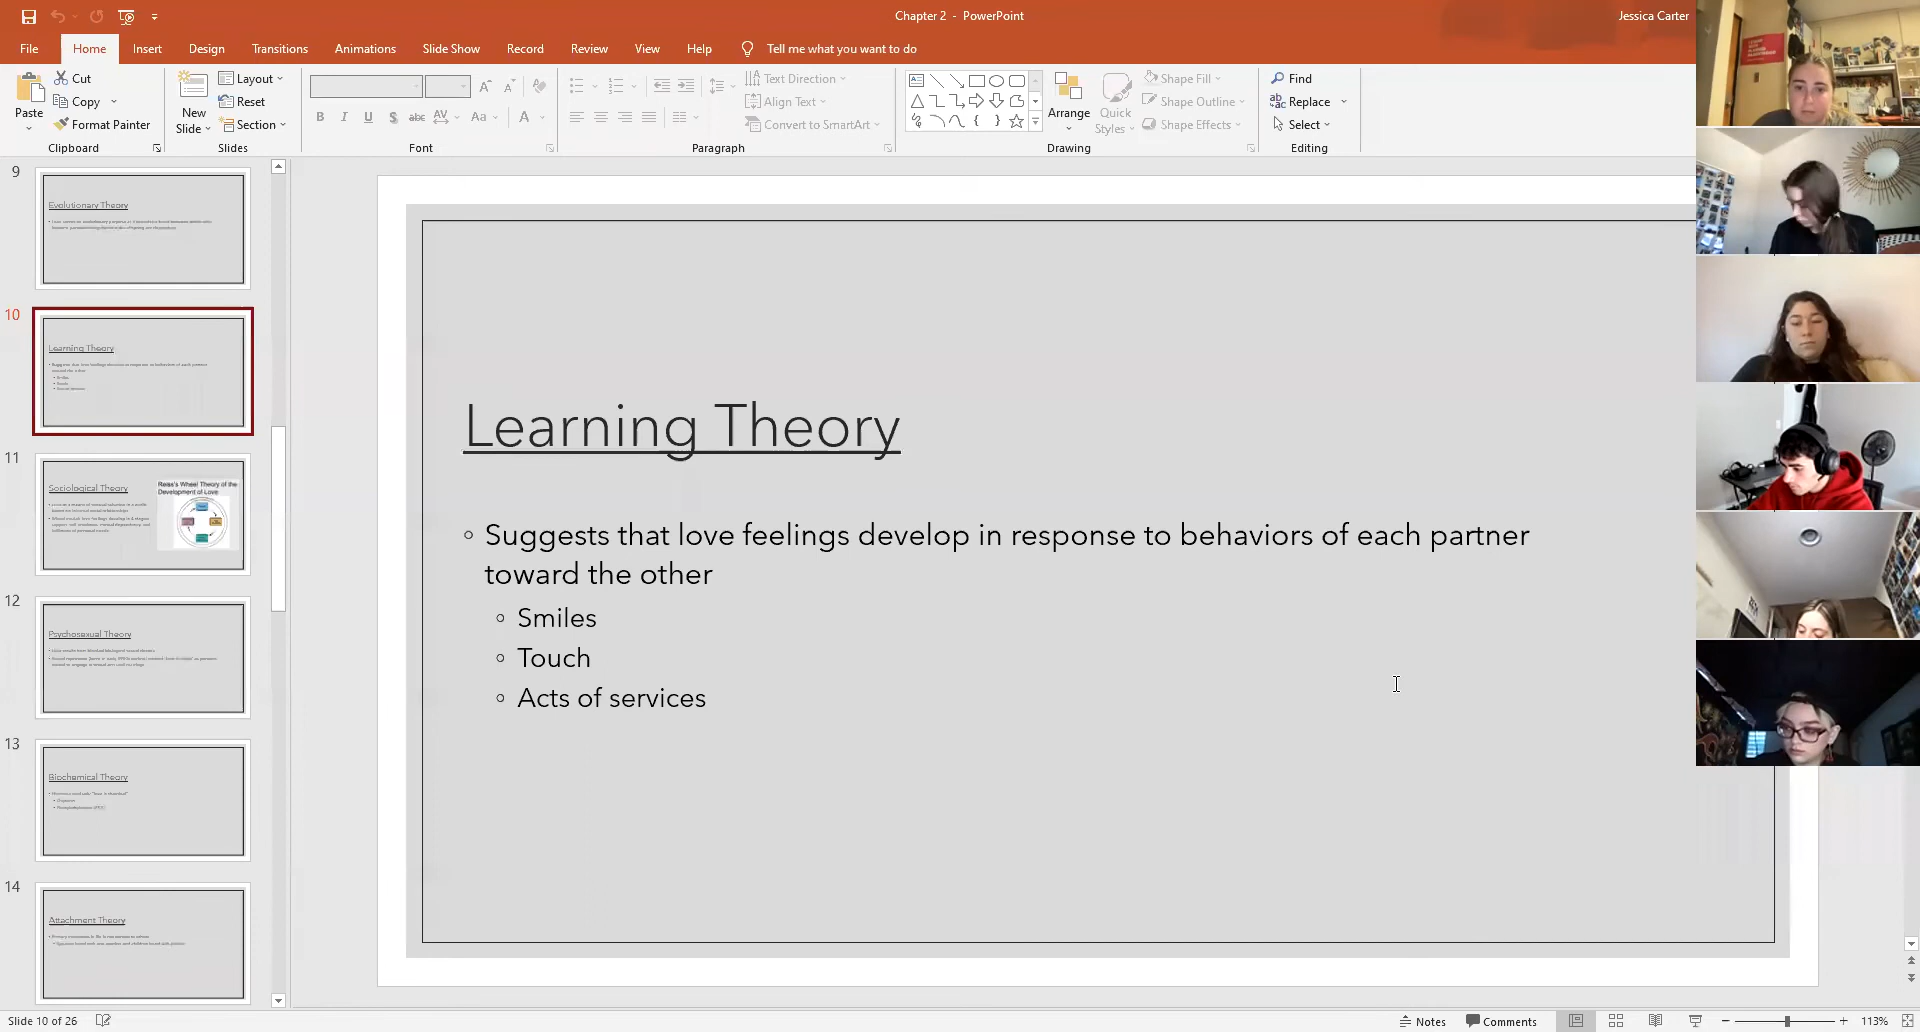 Chapter 2 - PowerPoint
Jessica Carter
File Home Insert Design Transitions Animations Slide Show Record Review View Help Tell me what you want to do
Paste
Cut
Copy
Format Painter
Clipboard
New
Slide
Layout
Reset
Section
Slides
B I U S abc AV Aa A
Font
Text Direction
Align Text
Convert to SmartArt
Paragraph
Arrange
Quick
Styles
Shape Fill
Shape Outline
Shape Effects
Drawing
Find
Replace
Select
Editing
9
Evolutionary Theory
10
Learning Theory
Smiles
Touch
11
Sociological Theory
Reiss's Wheel Theory of the
Development of Love
12
Psychosexual Theory
13
Biochemical Theory
14
Attachment Theory
Learning Theory
Suggests that love feelings develop in response to behaviors of each partner
toward the other
Smiles
Touch
Acts of services
Slide 10 of 26
Notes
Comments
113%